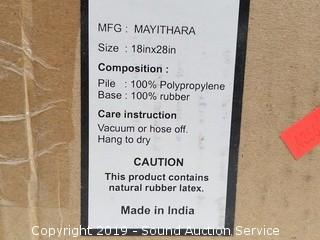 MFG : MAYITHARA
Size : 18inx28in
Composition :
Pile : 100% Polypropylene
Base : 100% rubber
Care instruction
Vacuum or hose off.
Hang to dry
CAUTION
This product contains
natural rubber latex.
Made in India
Copyright 2019 - Sound Auction Service